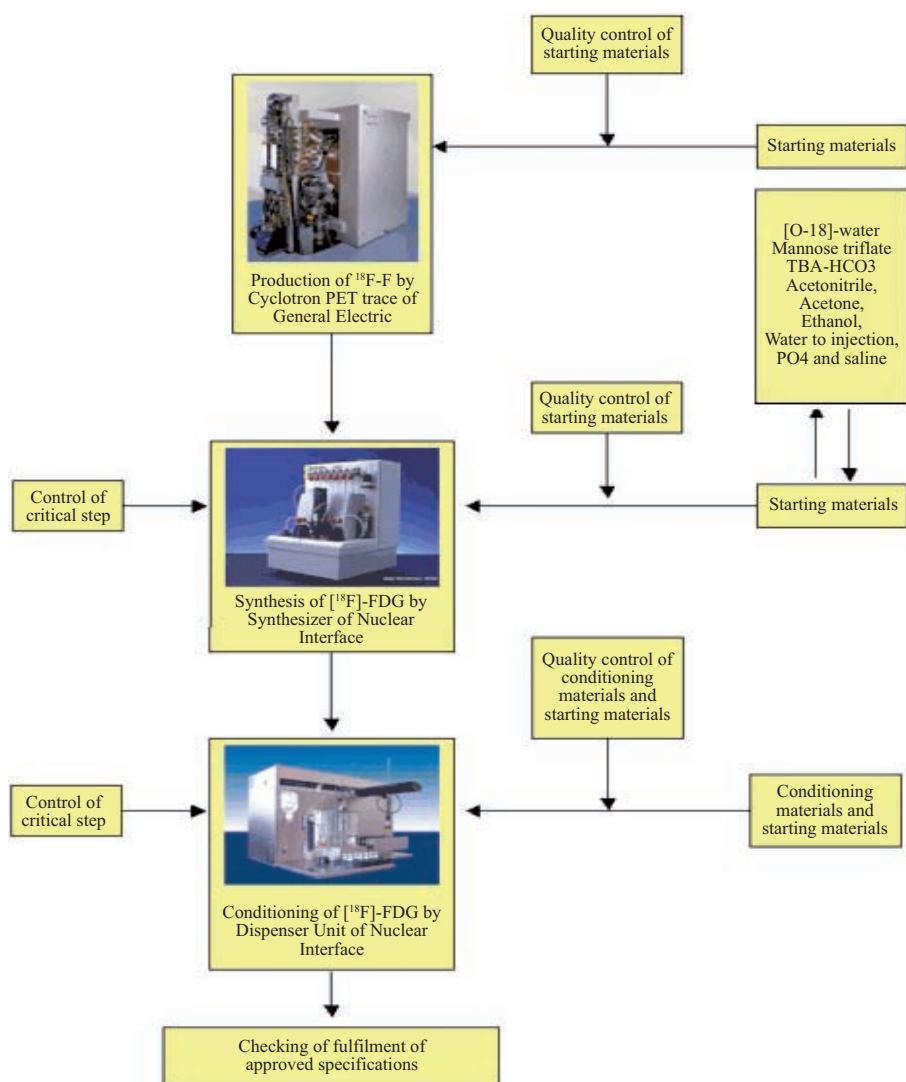 Quality control of
starting materials
Starting materials
Production of ¹⁸F-F by
Cyclotron PET trace of
General Electric
[O-18]-water
Mannose triflate
TBA-HCO3
Acetonitrile,
Acetone,
Ethanol,
Water to injection,
PO4 and saline
Quality control of
starting materials
Control of
critical step
Starting materials
Synthesis of [¹⁸F]-FDG by
Synthesizer of Nuclear
Interface
Quality control of
conditioning
materials and
starting materials
Control of
critical step
Conditioning
materials and
starting materials
Conditioning of [¹⁸F]-FDG by
Dispenser Unit of Nuclear
Interface
Checking of fulfilment of
approved specifications